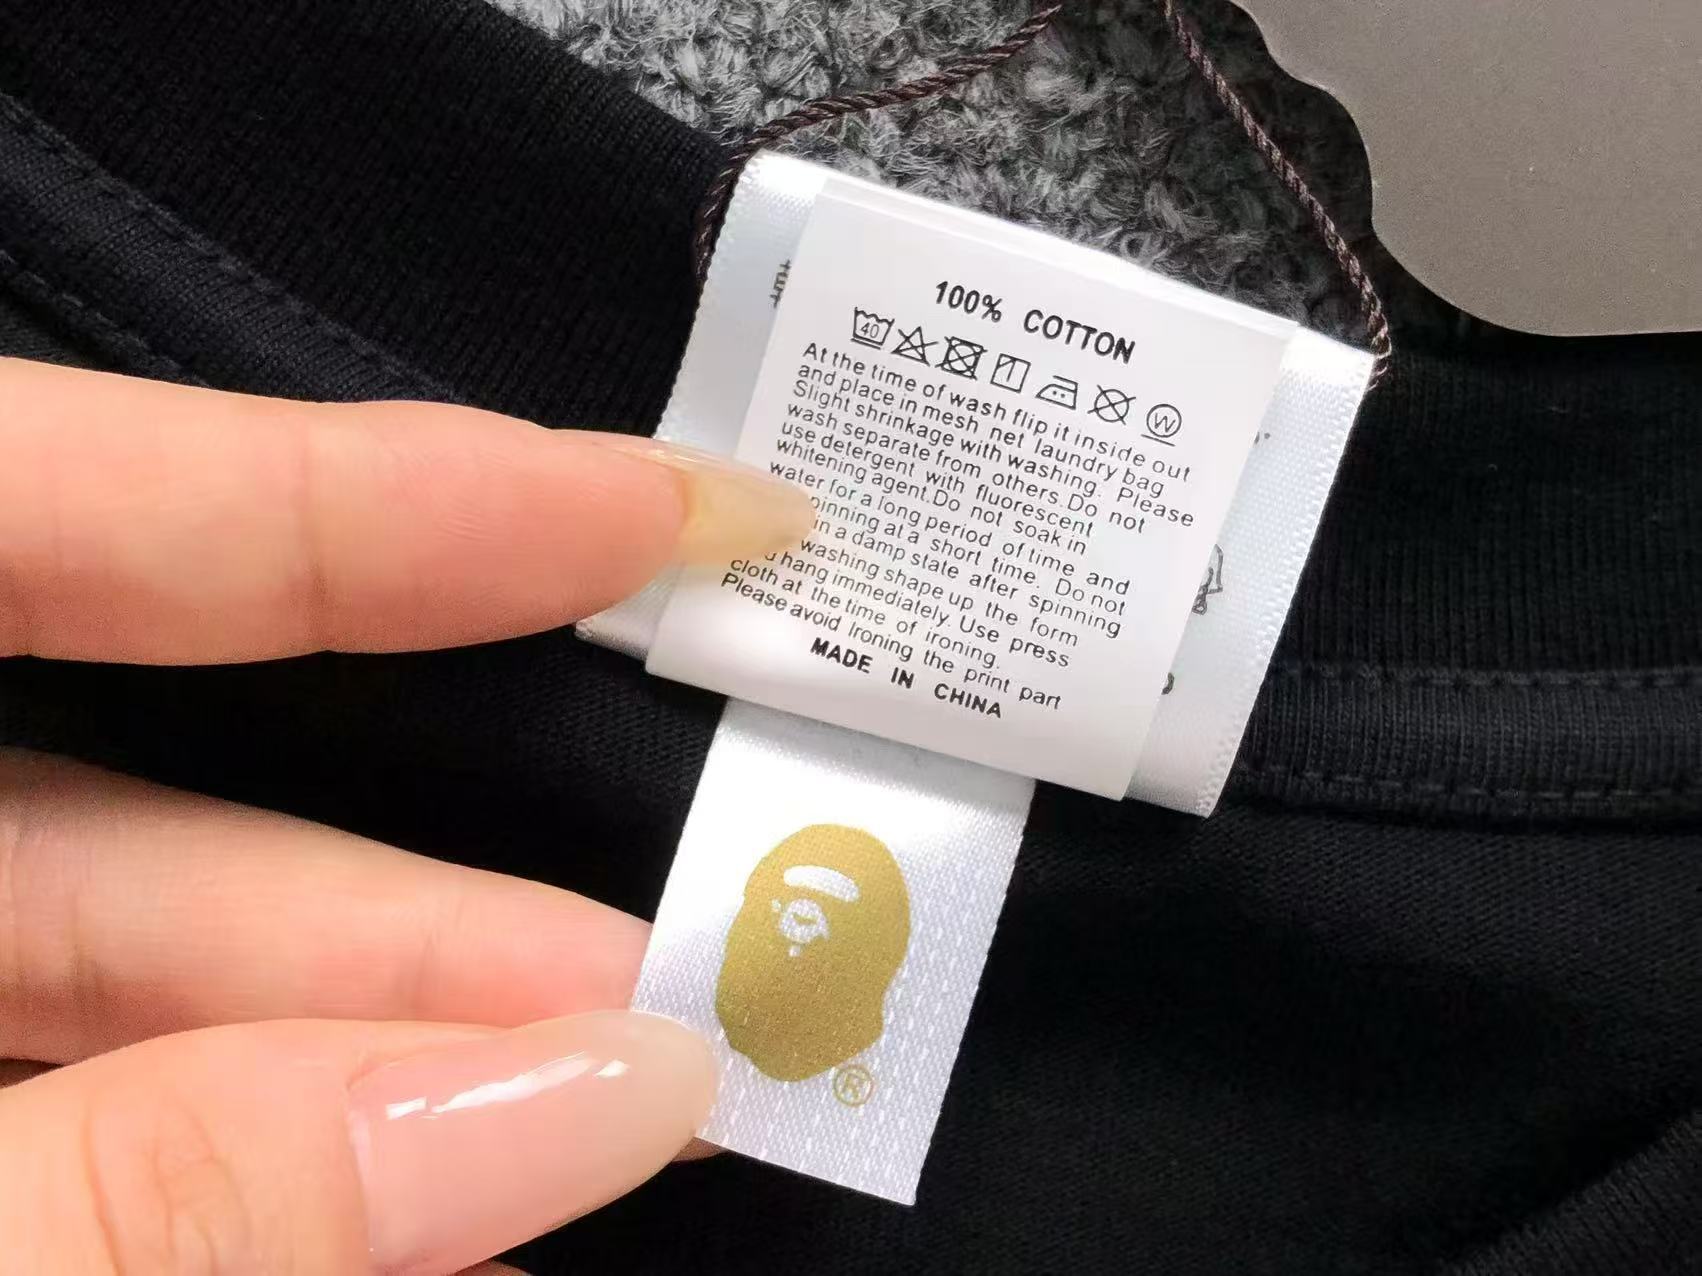 100% COTTON
40
W
At the time of wash flip it inside out
and place in mesh net laundry bag
Slight shrinkage with washing. Please
wash separate from others.Do not
use detergent with fluorescent
whitening agent.Do not soak in
water for a long period of time and
pinning at a short time. Do not
in a damp state after spinning
washing shape up the form
hang immediately. Use press
cloth at the time of ironing.
Please avoid Ironing the print part
MADE IN CHINA
®